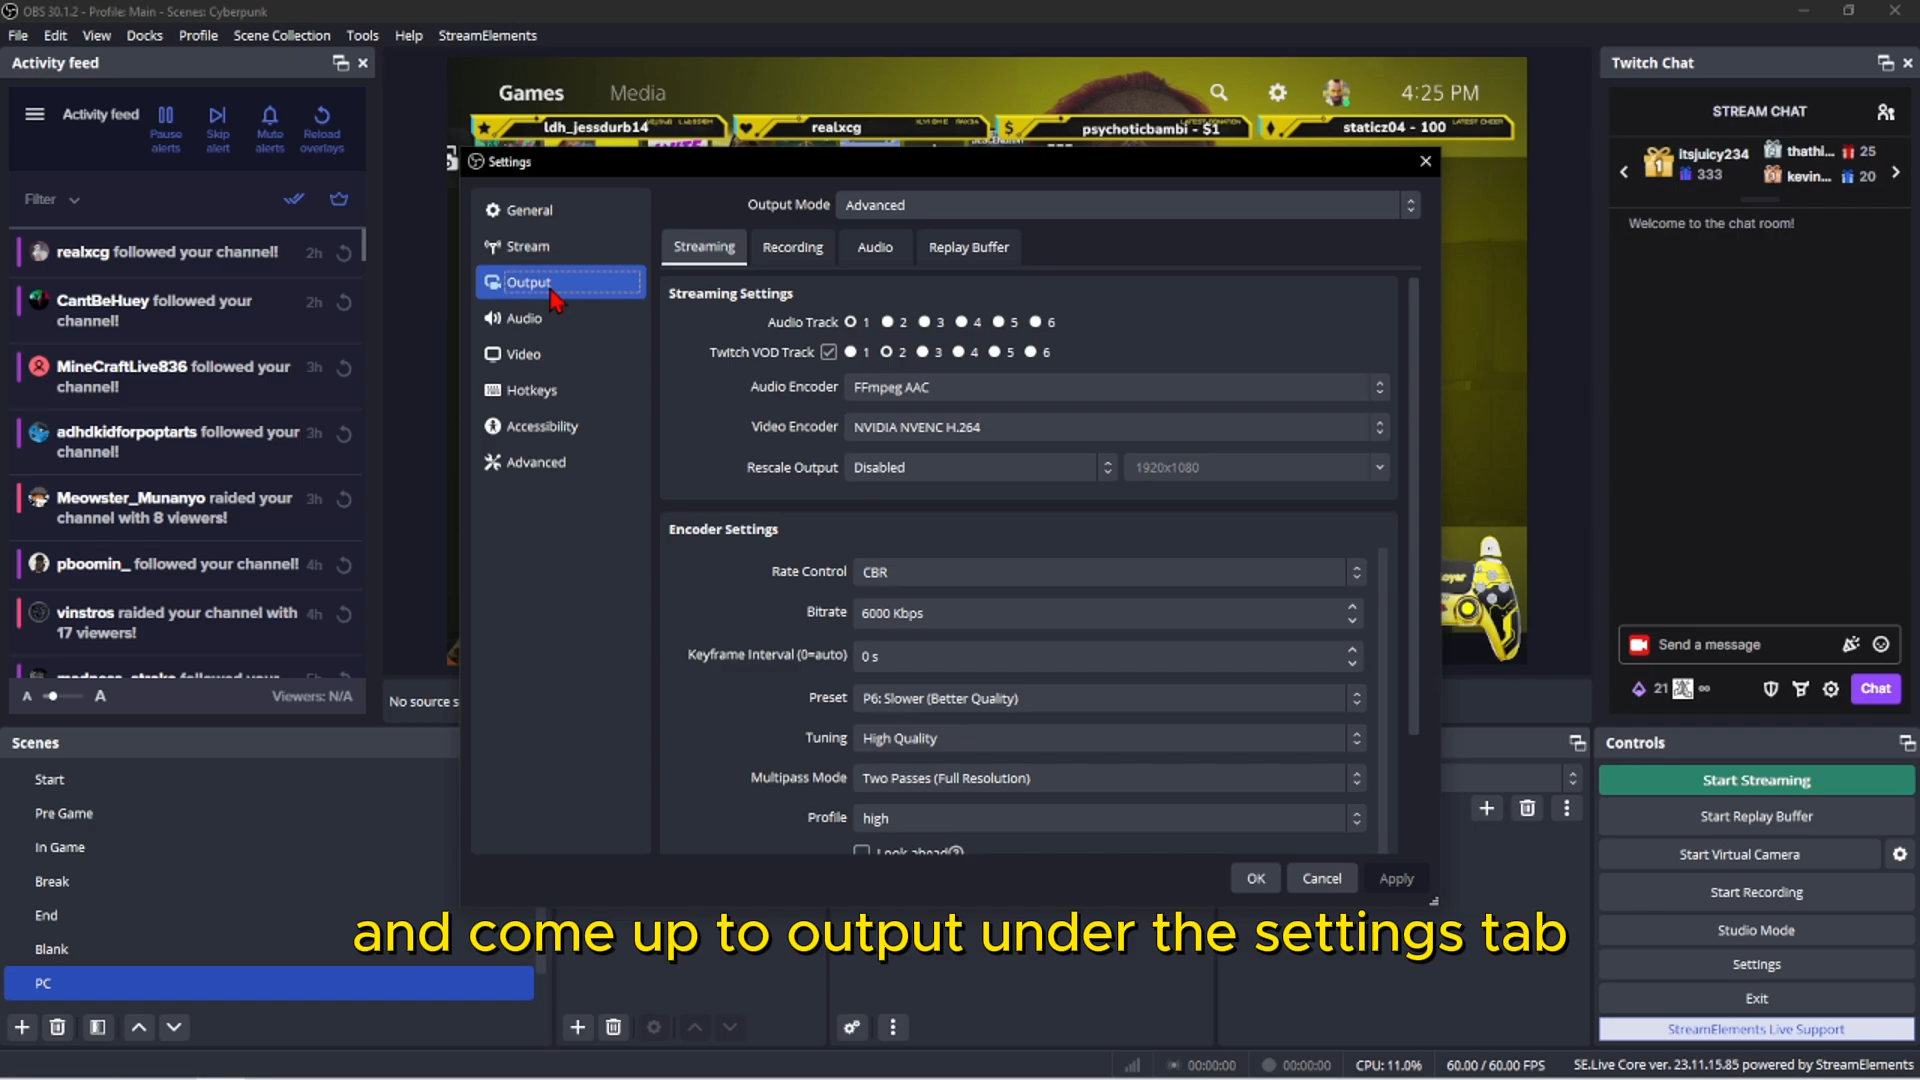 OBS 30.1.2 - Profile: Main - Scenes: Cyberpunk
File Edit View Docks Profile Scene Collection Tools Help StreamElements
Activity feed
Activity feed
Pause alerts
Skip alert
Mute alerts
Reload overlays
Filter
realxcg followed your channel! 2h
CantBeHuey followed your 2h
channel!
MineCraftLive836 followed your 3h
channel!
adhdkidforpoptarts followed your 3h
channel!
Meowster_Munanyo raided your 3h
channel with 8 viewers!
pboomin_ followed your channel! 4h
vinstros raided your channel with 4h
17 viewers!
A A Viewers: N/A
Games Media 4:25 PM
ldh_jessdurb14
realxcg
psychoticbambi - $1
LATEST DONATION
staticz04 - 100
LATEST CHEER
Settings
General
Stream
Output
Audio
Video
Hotkeys
Accessibility
Advanced
Output Mode Advanced
Streaming Recording Audio Replay Buffer
Streaming Settings
Audio Track 1 2 3 4 5 6
Twitch VOD Track 1 2 3 4 5 6
Audio Encoder FFmpeg AAC
Video Encoder NVIDIA NVENC H.264
Rescale Output Disabled 1920x1080
Encoder Settings
Rate Control CBR
Bitrate 6000 Kbps
Keyframe Interval (0=auto) 0 s
Preset P6: Slower (Better Quality)
Tuning High Quality
Multipass Mode Two Passes (Full Resolution)
Profile high
Look-ahead
OK Cancel Apply
No source s
Twitch Chat
STREAM CHAT
1 itsjuicy234 333
2 thathi... 25
3 kevin... 20
Welcome to the chat room!
Send a message
21 ∞ Chat
Scenes
Start
Pre Game
In Game
Break
End
Blank
PC
Controls
Start Streaming
Start Replay Buffer
Start Virtual Camera
Start Recording
Studio Mode
Settings
Exit
StreamElements Live Support
and come up to output under the settings tab
00:00:00 00:00:00 CPU: 11.0% 60.00 / 60.00 FPS SE.Live Core ver. 23.11.15.85 powered by StreamElements